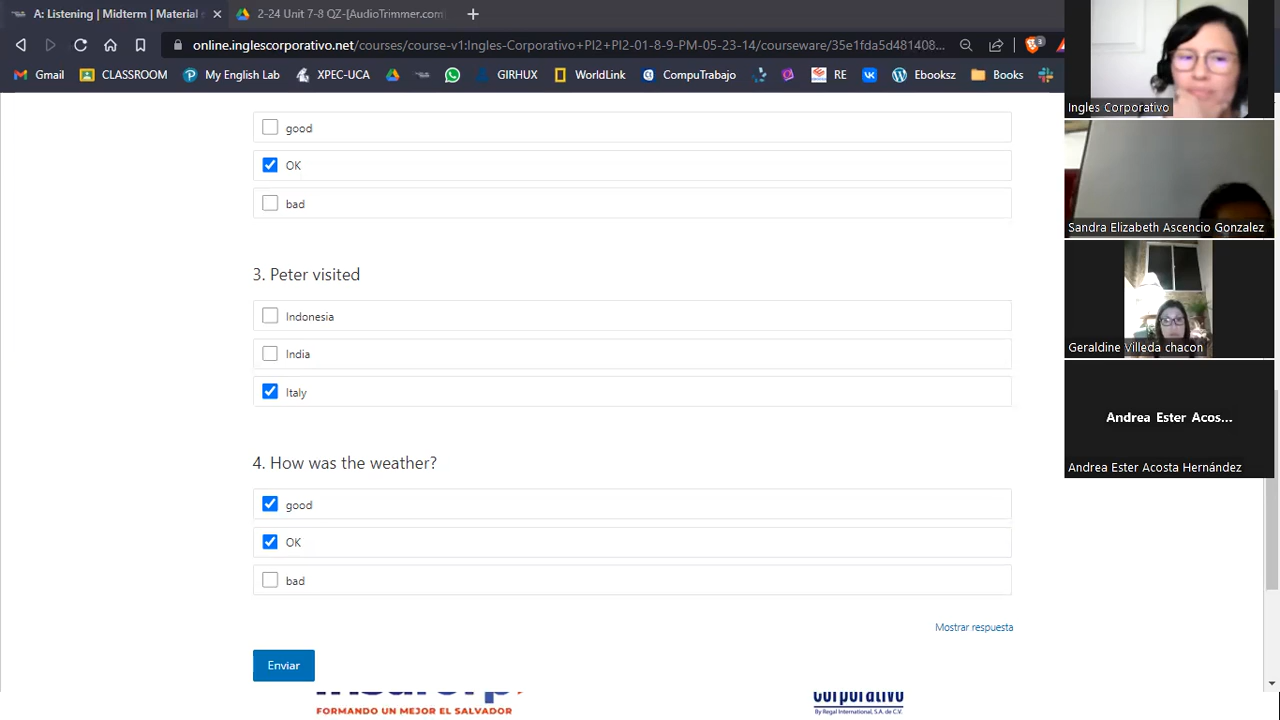 A: Listening | Midterm | Material
2-24 Unit 7-8 QZ-[AudioTrimmer.com]
online.inglescorporativo.net/courses/course-v1:Ingles-Corporativo+PI2+PI2-01-8-9-PM-05-23-14/courseware/35e1fda5d481408...
3
Gmail CLASSROOM My English Lab XPEC-UCA GIRHUX WorldLink CompuTrabajo RE Ebooksz Books
good
OK
bad
3. Peter visited
Indonesia
India
Italy
4. How was the weather?
good
OK
bad
Mostrar respuesta
Enviar
FORMANDO UN MEJOR EL SALVADOR
corporativo
By Regal International, S.A. de C.V.
Ingles Corporativo
Sandra Elizabeth Ascencio Gonzalez
Geraldine Villeda chacon
Andrea Ester Acos...
Andrea Ester Acosta Hernández